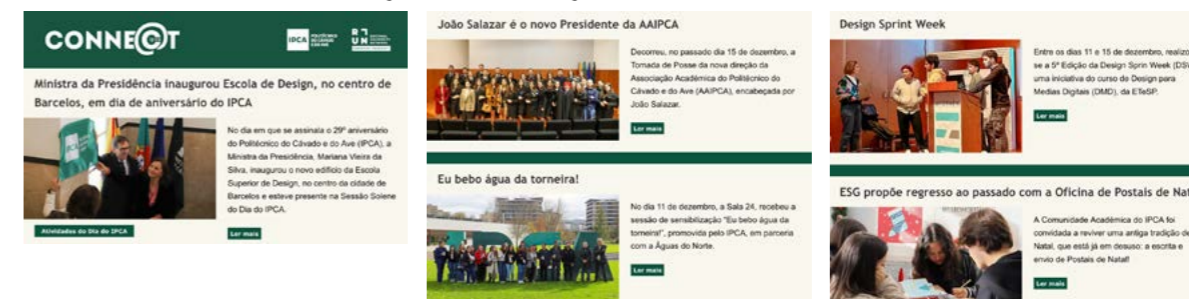 CONNECT
IPCA
Ministra da Presidência inaugurou Escola de Design, no centro de
Barcelos, em dia de aniversário do IPCA
No dia em que se assinala o 29º aniversário
do Politécnico do Cávado e do Ave (IPCA), a
Ministra da Presidência, Mariana Vieira da
Silva, inaugurou o novo edifício da Escola
Superior de Design, no centro da cidade de
Barcelos e esteve presente na Sessão Solene
do Dia do IPCA.
Atividades do Dia do IPCA
Ler mais
João Salazar é o novo Presidente da AAIPCA
Decorreu, no passado dia 15 de dezembro, a
Tomada de Posse da nova direção da
Associação Académica do Politécnico do
Cávado e do Ave (AAIPCA), encabeçada por
João Salazar.
Ler mais
Eu bebo água da torneira!
No dia 11 de dezembro, a Sala 24, recebeu a
sessão de sensibilização "Eu bebo água da
torneira!", promovida pelo IPCA, em parceria
com a Águas do Norte.
Ler mais
Design Sprint Week
Entre os dias 11 e 15 de dezembro, realizo
se a 5ª Edição da Design Sprin Week (DSW
uma iniciativa do curso de Design para
Medias Digitais (DMD), da ETeSP.
Ler mais
ESG propõe regresso ao passado com a Oficina de Postais de Nat
A Comunidade Académica do IPCA foi
convidada a reviver uma antiga tradição de
Natal, que está já em desuso: a escrita e
envio de Postais de Natal!
Ler mais